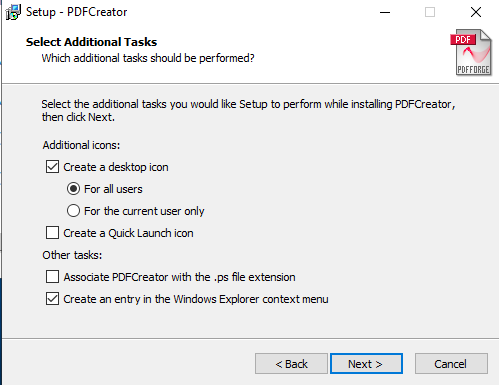 Setup - PDFCreator
Select Additional Tasks
Which additional tasks should be performed?
PDF
PDFFORGE
Select the additional tasks you would like Setup to perform while installing PDFCreator,
then click Next.
Additional icons:
Create a desktop icon
For all users
For the current user only
Create a Quick Launch icon
Other tasks:
Associate PDFCreator with the .ps file extension
Create an entry in the Windows Explorer context menu
< Back
Next >
Cancel